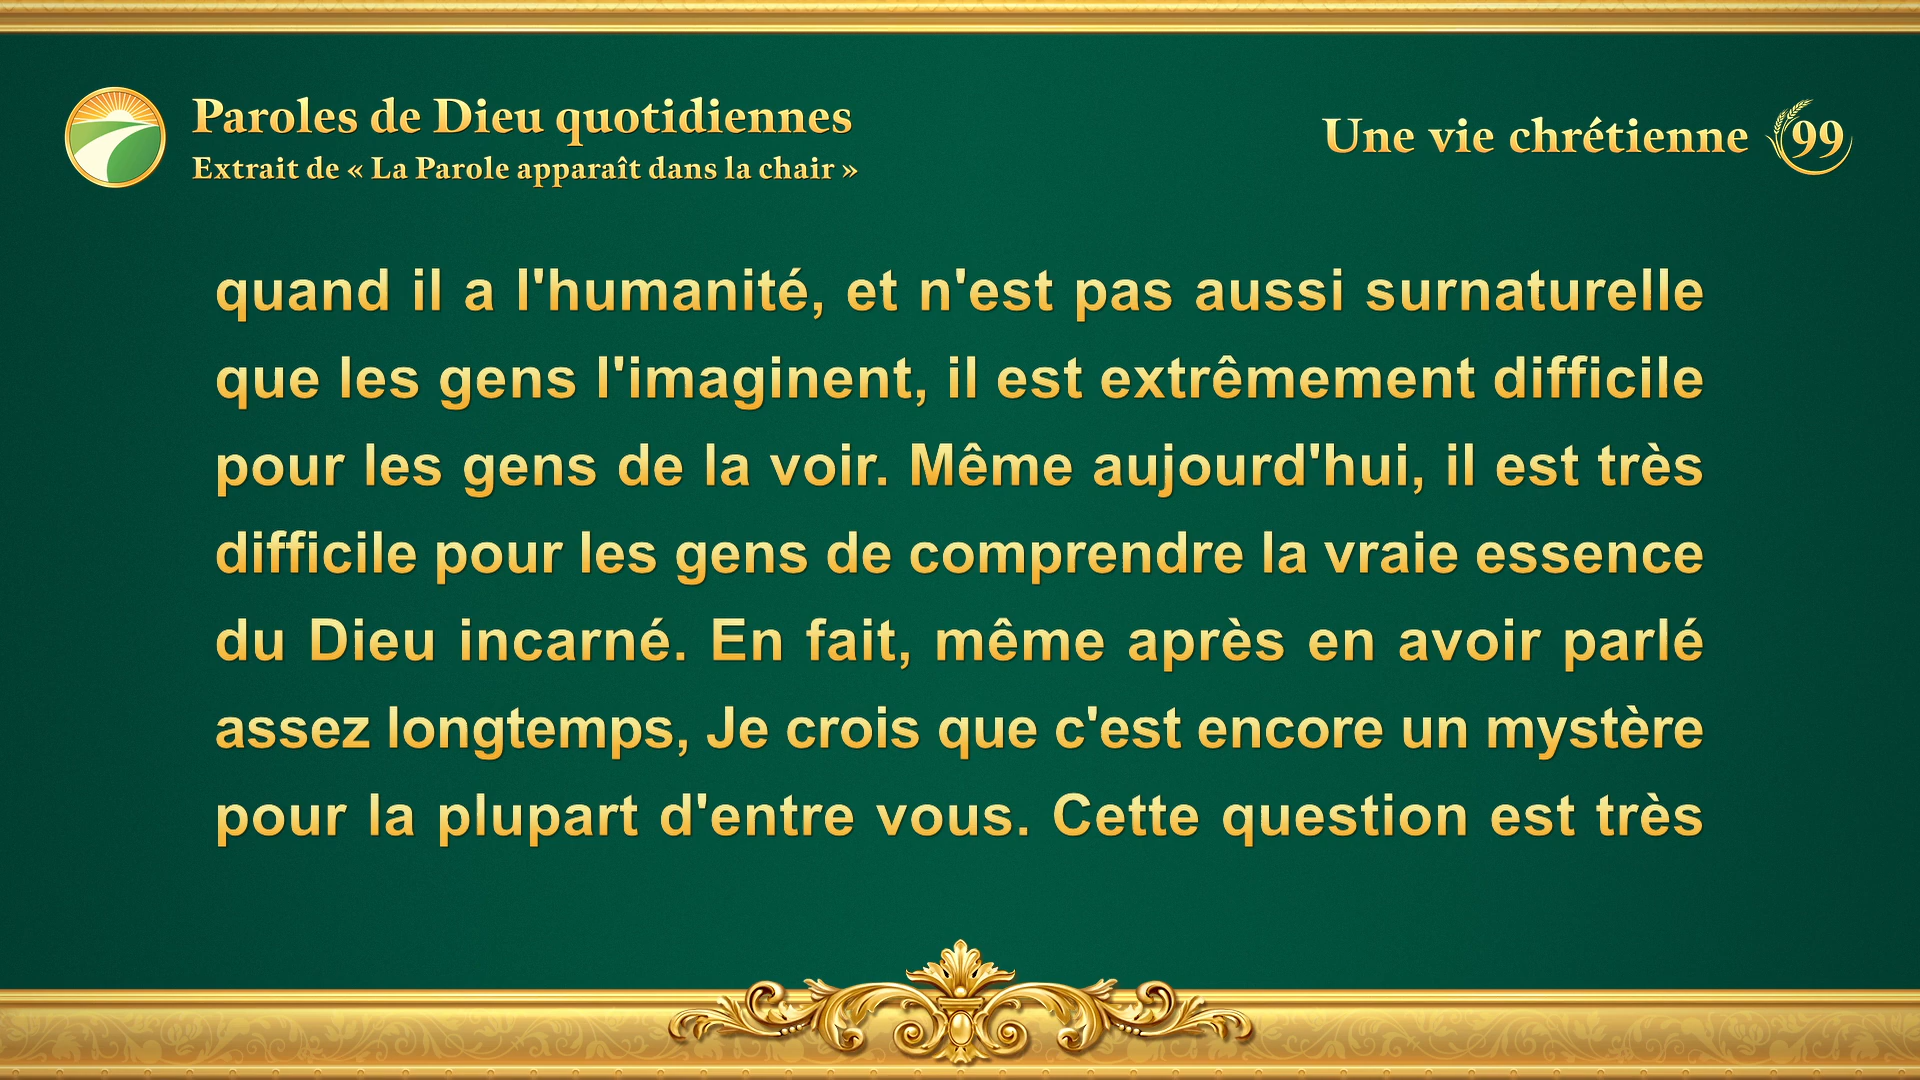 Paroles de Dieu quotidiennes
Extrait de « La Parole apparaît dans la chair »
Une vie chrétienne 99
quand il a l'humanité, et n'est pas aussi surnaturelle
que les gens l'imaginent, il est extrêmement difficile
pour les gens de la voir. Même aujourd'hui, il est très
difficile pour les gens de comprendre la vraie essence
du Dieu incarné. En fait, même après en avoir parlé
assez longtemps, Je crois que c'est encore un mystère
pour la plupart d'entre vous. Cette question est très